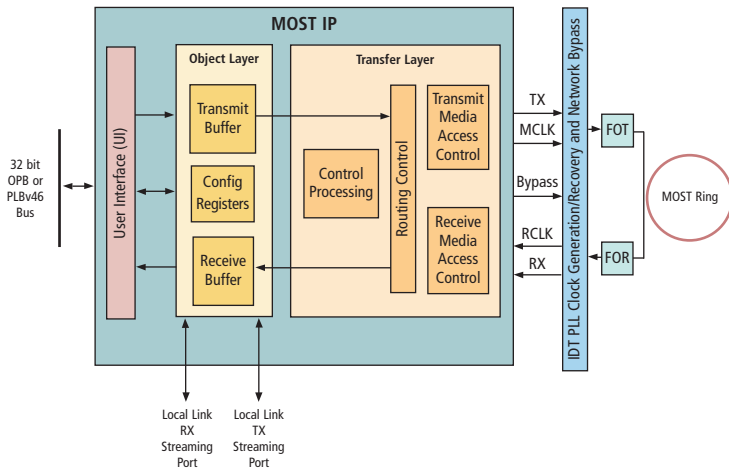 MOST IP
Object Layer
Transfer Layer
32 bit
OPB or
PLBv46
Bus
User Interface (UI)
Transmit
Buffer
Config
Registers
Receive
Buffer
Control
Processing
Routing Control
Transmit
Media
Access
Control
Receive
Media
Access
Control
TX
MCLK
Bypass
RCLK
RX
IDT PLL Clock Generation/Recovery and Network Bypass
FOT
FOR
MOST Ring
Local Link
RX
Streaming
Port
Local Link
TX
Streaming
Port